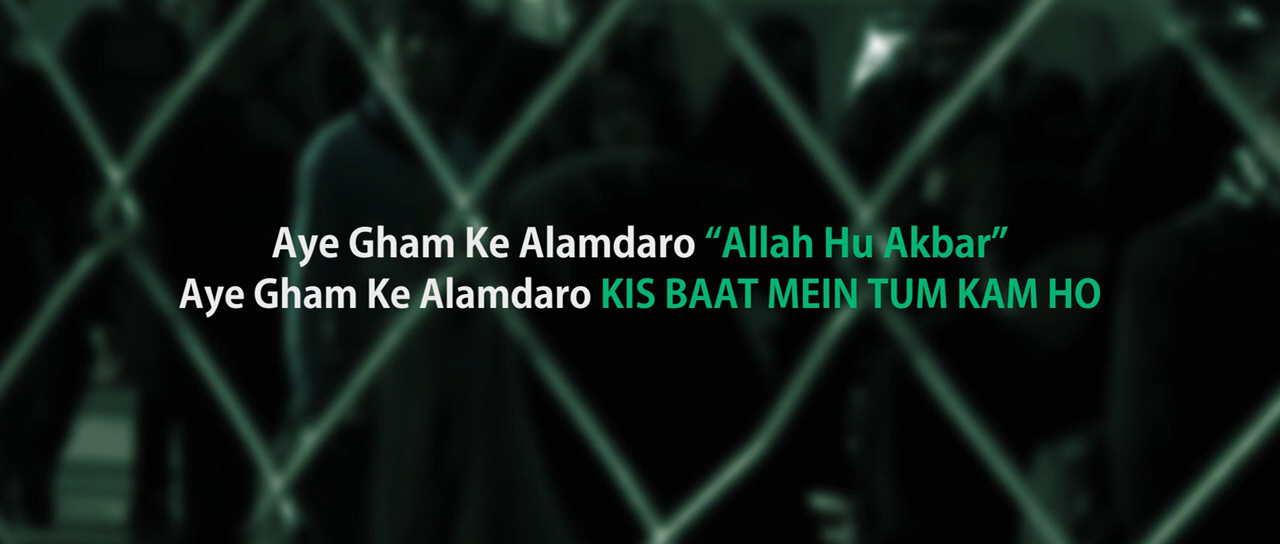 Aye Gham Ke Alamdaro “Allah Hu Akbar”
Aye Gham Ke Alamdaro KIS BAAT MEIN TUM KAM HO